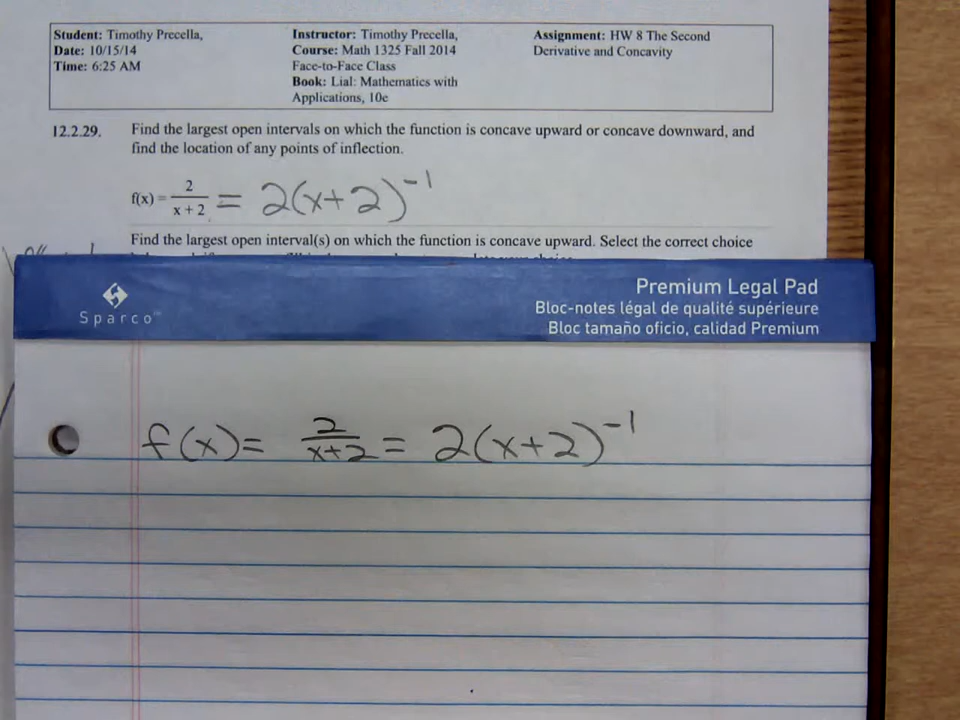 Student: Timothy Precella,
Date: 10/15/14
Time: 6:25 AM
Instructor: Timothy Precella,
Course: Math 1325 Fall 2014
Face-to-Face Class
Book: Lial: Mathematics with
Applications, 10e
Assignment: HW 8 The Second
Derivative and Concavity
12.2.29. Find the largest open intervals on which the function is concave upward or concave downward, and
find the location of any points of inflection.
f(x) = 2/(x + 2) = 2(x+2)^-1
Find the largest open interval(s) on which the function is concave upward. Select the correct choice
Sparco
Premium Legal Pad
Bloc-notes légal de qualité supérieure
Bloc tamaño oficio, calidad Premium
f(x) = 2/(x+2) = 2(x+2)^-1